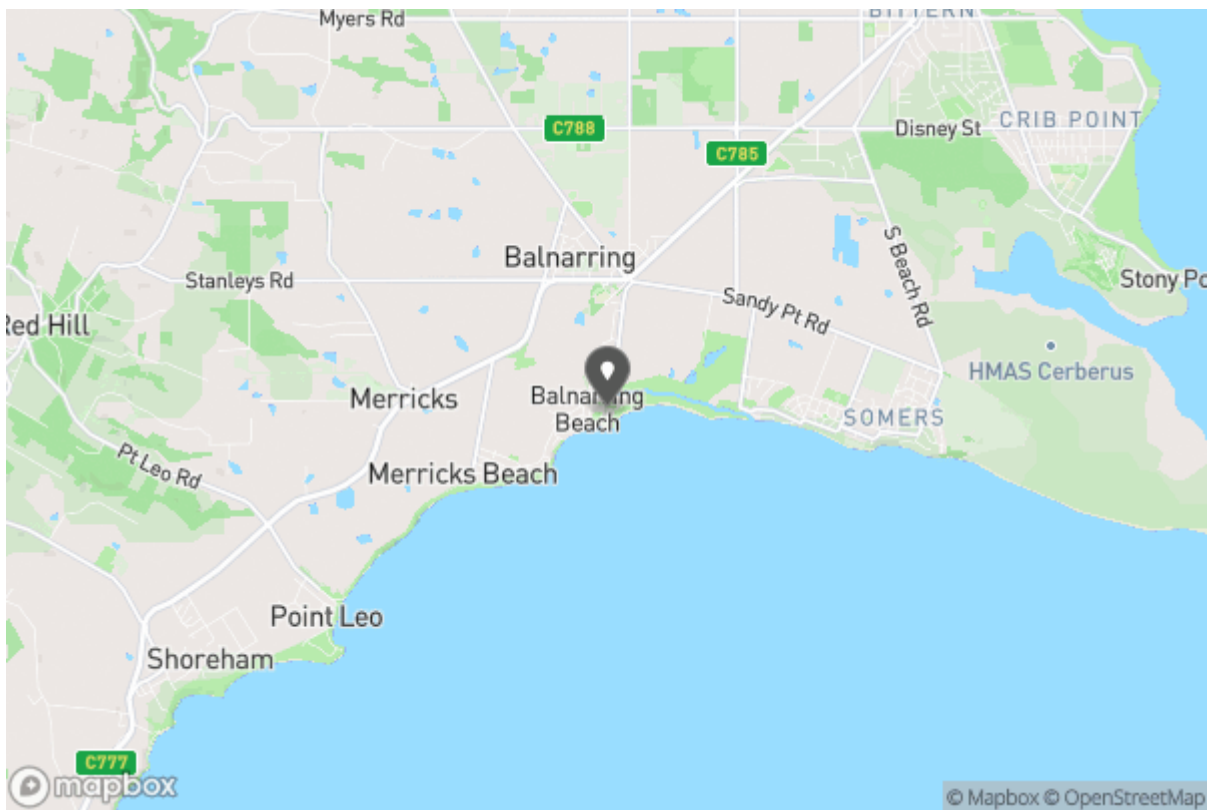 Myers Rd
BITTERN
C788
Disney St
CRIB POINT
C785
Balnarring
S Beach Rd
Stanleys Rd
Sandy Pt Rd
Stony Po
Red Hill
HMAS Cerberus
Merricks
Balnarring
Beach
SOMERS
Pt Leo Rd
Merricks Beach
Point Leo
Shoreham
C777
mapbox
© Mapbox © OpenStreetMap